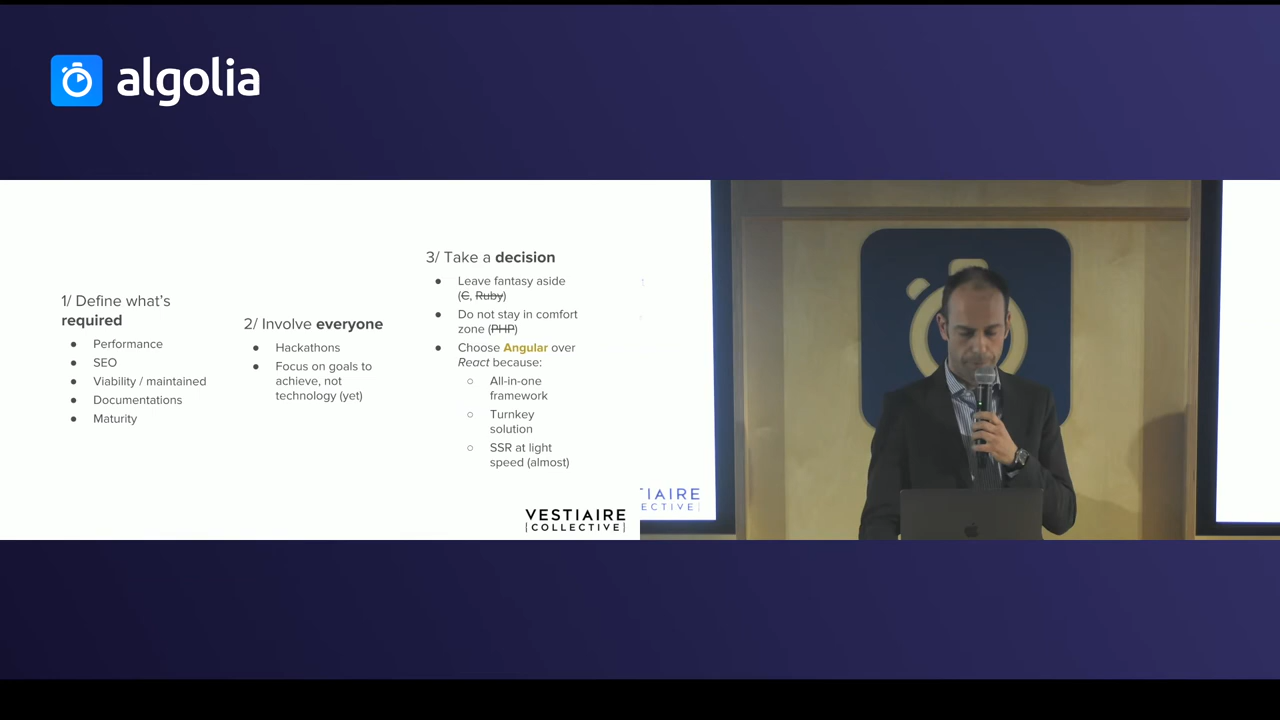 algolia
1/ Define what's
required
● Performance
● SEO
● Viability / maintained
● Documentations
● Maturity
2/ Involve everyone
● Hackathons
● Focus on goals to
achieve, not
technology (yet)
3/ Take a decision
● Leave fantasy aside
(C, Ruby)
● Do not stay in comfort
zone (PHP)
● Choose Angular over
React because:
○ All-in-one
framework
○ Turnkey
solution
○ SSR at light
speed (almost)
VESTIAIRE
[COLLECTIVE]
TIAIRE
ECTIVE]